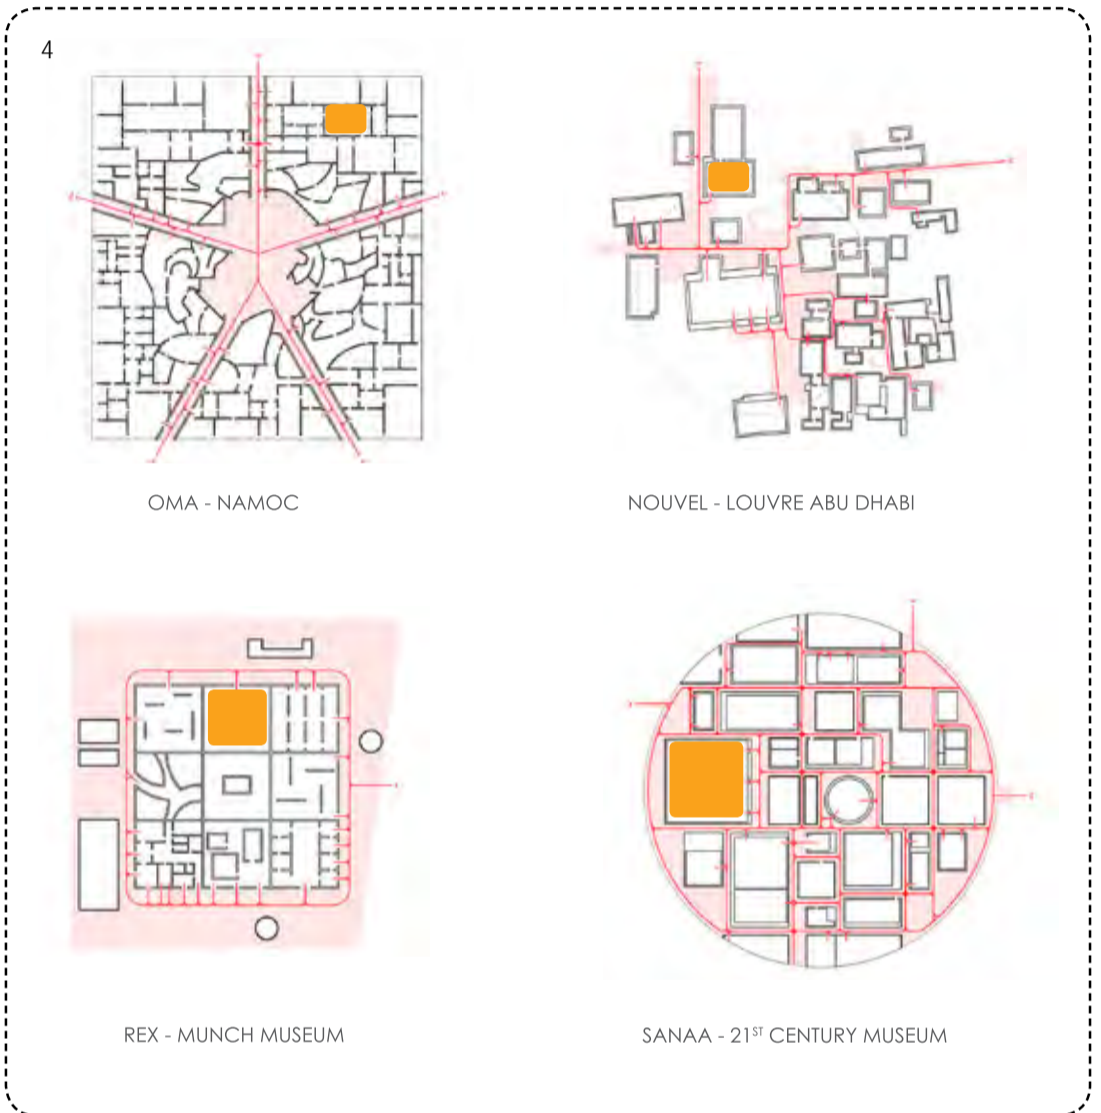 4
OMA - NAMOC
NOUVEL - LOUVRE ABU DHABI
REX - MUNCH MUSEUM
SANAA - 21ST CENTURY MUSEUM